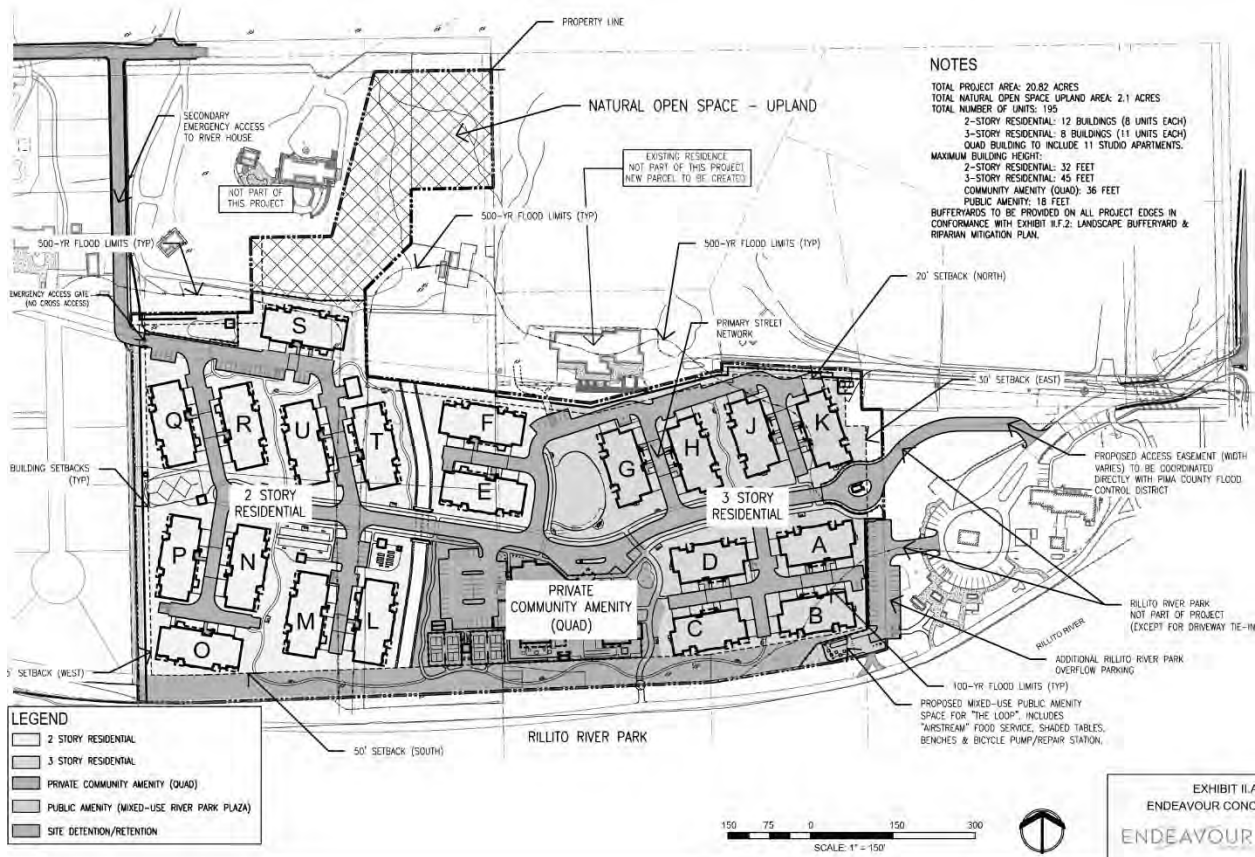 PROPERTY LINE
NOTES
TOTAL PROJECT AREA: 20.82 ACRES
TOTAL NATURAL OPEN SPACE UPLAND AREA: 2.1 ACRES
TOTAL NUMBER OF UNITS: 195
2-STORY RESIDENTIAL: 12 BUILDINGS (8 UNITS EACH)
3-STORY RESIDENTIAL: 8 BUILDINGS (11 UNITS EACH)
QUAD BUILDING TO INCLUDE 11 STUDIO APARTMENTS.
MAXIMUM BUILDING HEIGHT:
2-STORY RESIDENTIAL: 32 FEET
3-STORY RESIDENTIAL: 45 FEET
COMMUNITY AMENITY (QUAD): 36 FEET
PUBLIC AMENITY: 18 FEET
BUFFERYARDS TO BE PROVIDED ON ALL PROJECT EDGES IN
CONFORMANCE WITH EXHIBIT II.F.2: LANDSCAPE BUFFERYARD &
RIPARIAN MITIGATION PLAN.
NATURAL OPEN SPACE - UPLAND
SECONDARY
EMERGENCY ACCESS
TO RIVER HOUSE
EXISTING RESIDENCE
NOT PART OF THIS PROJECT
NEW PARCEL TO BE CREATED
NOT PART OF
THIS PROJECT
500-YR FLOOD LIMITS (TYP)
500-YR FLOOD LIMITS (TYP)
500-YR FLOOD LIMITS (TYP)
20' SETBACK (NORTH)
EMERGENCY ACCESS GATE
(NO CROSS ACCESS)
PRIMARY STREET
NETWORK
30' SETBACK (EAST)
S
Q
R
U
T
F
E
G
H
J
K
PROPOSED ACCESS EASEMENT (WIDTH
VARIES) TO BE COORDINATED
DIRECTLY WITH PIMA COUNTY FLOOD
CONTROL DISTRICT
BUILDING SETBACKS
(TYP)
2 STORY
RESIDENTIAL
3 STORY
RESIDENTIAL
P
N
M
L
O
D
A
C
B
PRIVATE
COMMUNITY AMENITY
(QUAD)
RILLITO RIVER PARK
NOT PART OF PROJECT
(EXCEPT FOR DRIVEWAY TIE-IN
RILLITO RIVER
ADDITIONAL RILLITO RIVER PARK
OVERFLOW PARKING
' SETBACK (WEST)
100-YR FLOOD LIMITS (TYP)
PROPOSED MIXED-USE PUBLIC AMENITY
SPACE FOR "THE LOOP". INCLUDES
"AIRSTREAM" FOOD SERVICE, SHADED TABLES,
BENCHES & BICYCLE PUMP/REPAIR STATION.
50' SETBACK (SOUTH)
RILLITO RIVER PARK
LEGEND
2 STORY RESIDENTIAL
3 STORY RESIDENTIAL
PRIVATE COMMUNITY AMENITY (QUAD)
PUBLIC AMENITY (MIXED-USE RIVER PARK PLAZA)
SITE DETENTION/RETENTION
150 75 0 150 300
SCALE: 1" = 150'
EXHIBIT II.A
ENDEAVOUR CONC
ENDEAVOUR